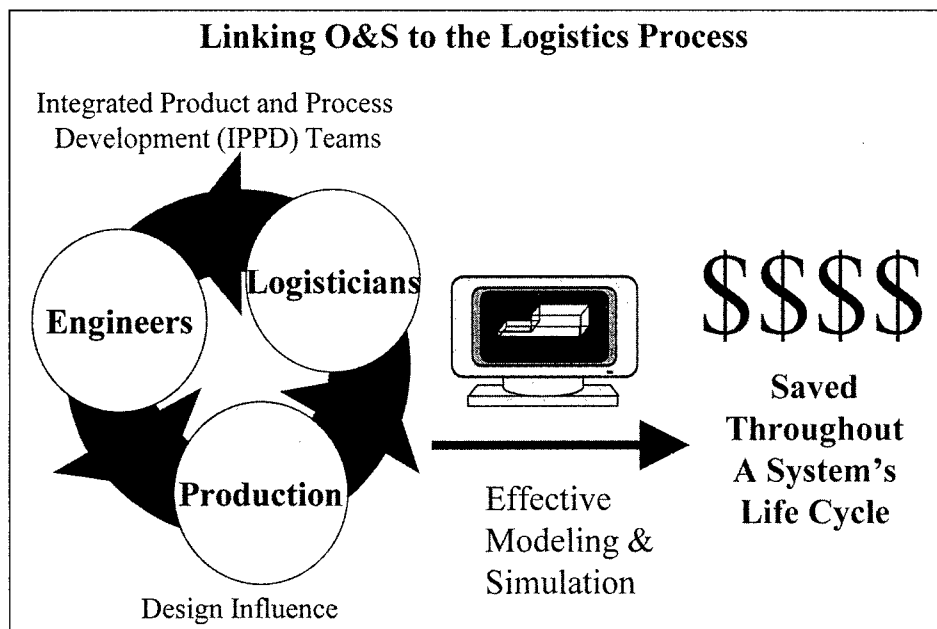 Linking O&S to the Logistics Process
Integrated Product and Process
Development (IPPD) Teams
Logisticians
Engineers
Production
Design Influence
Effective
Modeling &
Simulation
$$$$
Saved
Throughout
A System's
Life Cycle